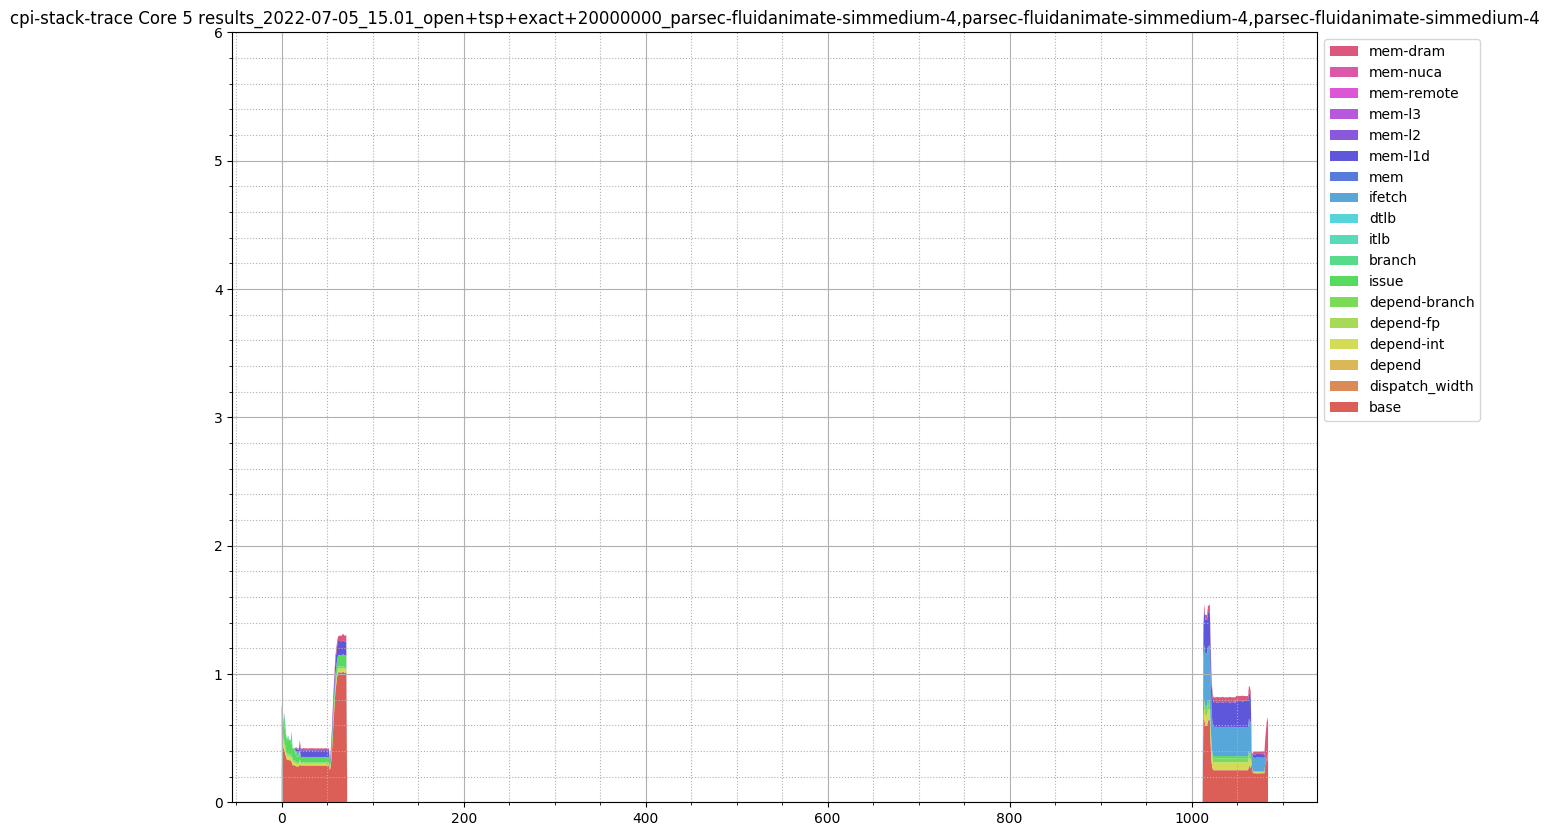 cpi-stack-trace Core 5 results_2022-07-05_15.01_open+tsp+exact+20000000_parsec-fluidanimate-simmedium-4,parsec-fluidanimate-simmedium-4,parsec-fluidanimate-simmedium-4
6
5
4
3
2
1
0
0 200 400 600 800 1000
mem-dram
mem-nuca
mem-remote
mem-l3
mem-l2
mem-l1d
mem
ifetch
dtlb
itlb
branch
issue
depend-branch
depend-fp
depend-int
depend
dispatch_width
base